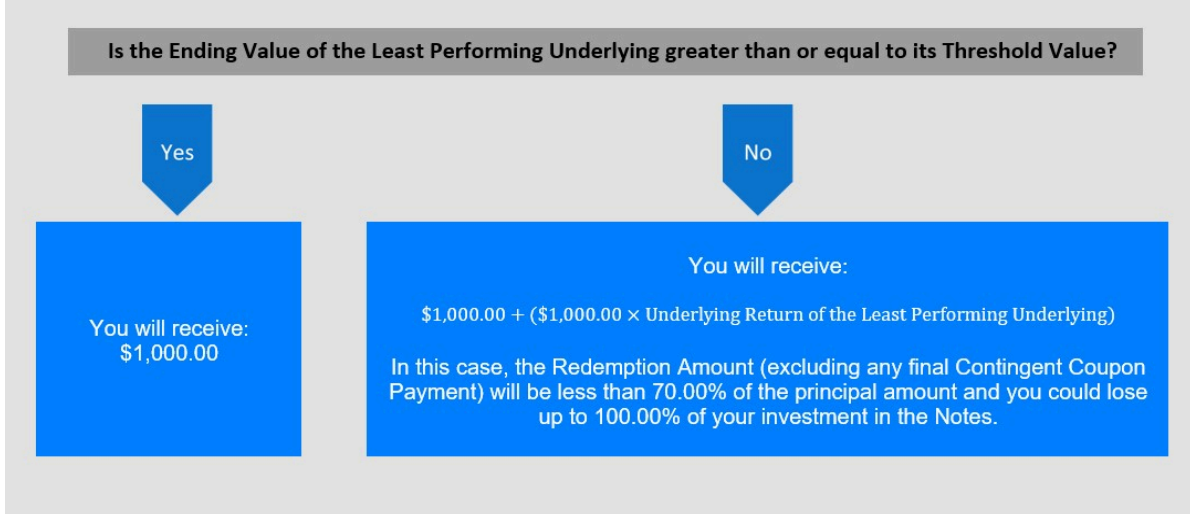 Is the Ending Value of the Least Performing Underlying greater than or equal to its Threshold Value?
Yes
No
You will receive:
$1,000.00
You will receive:
$1,000.00 + ($1,000.00 × Underlying Return of the Least Performing Underlying)
In this case, the Redemption Amount (excluding any final Contingent Coupon
Payment) will be less than 70.00% of the principal amount and you could lose
up to 100.00% of your investment in the Notes.